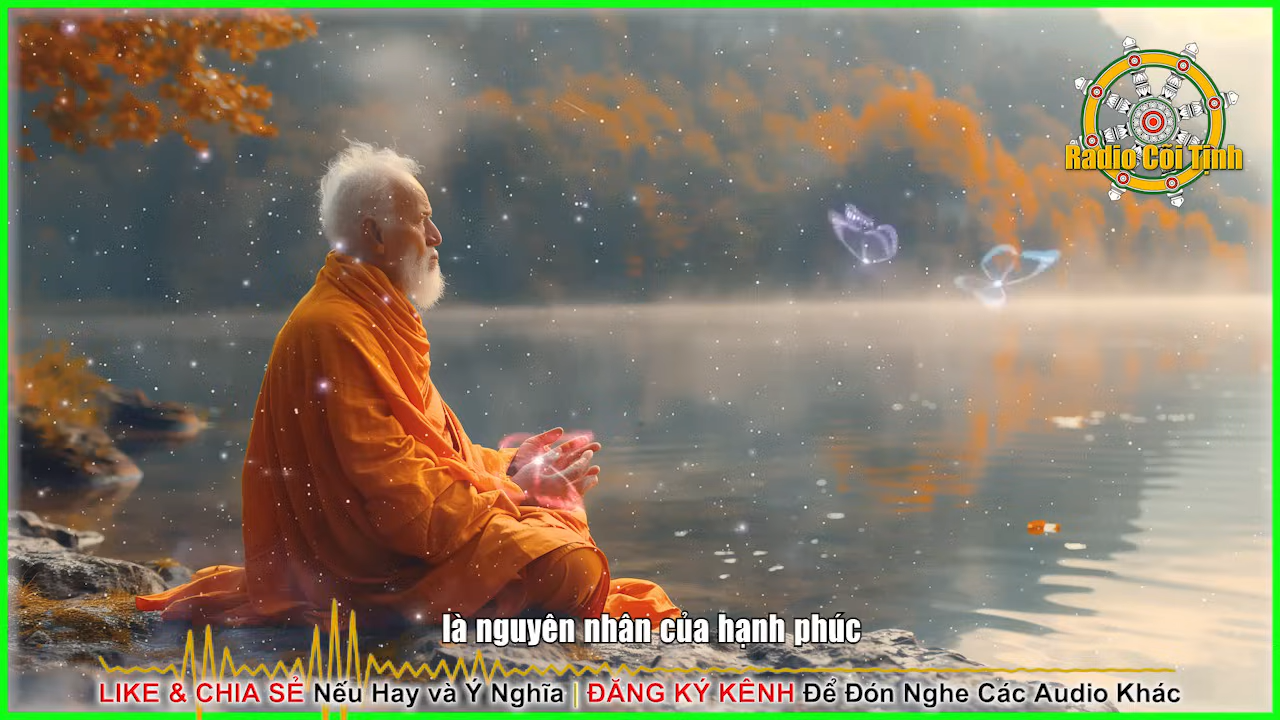 Radio Cõi Tịnh
là nguyên nhân của hạnh phúc
LIKE & CHIA SẺ Nếu Hay và Ý Nghĩa | ĐĂNG KÝ KÊNH Để Đón Nghe Các Audio Khác